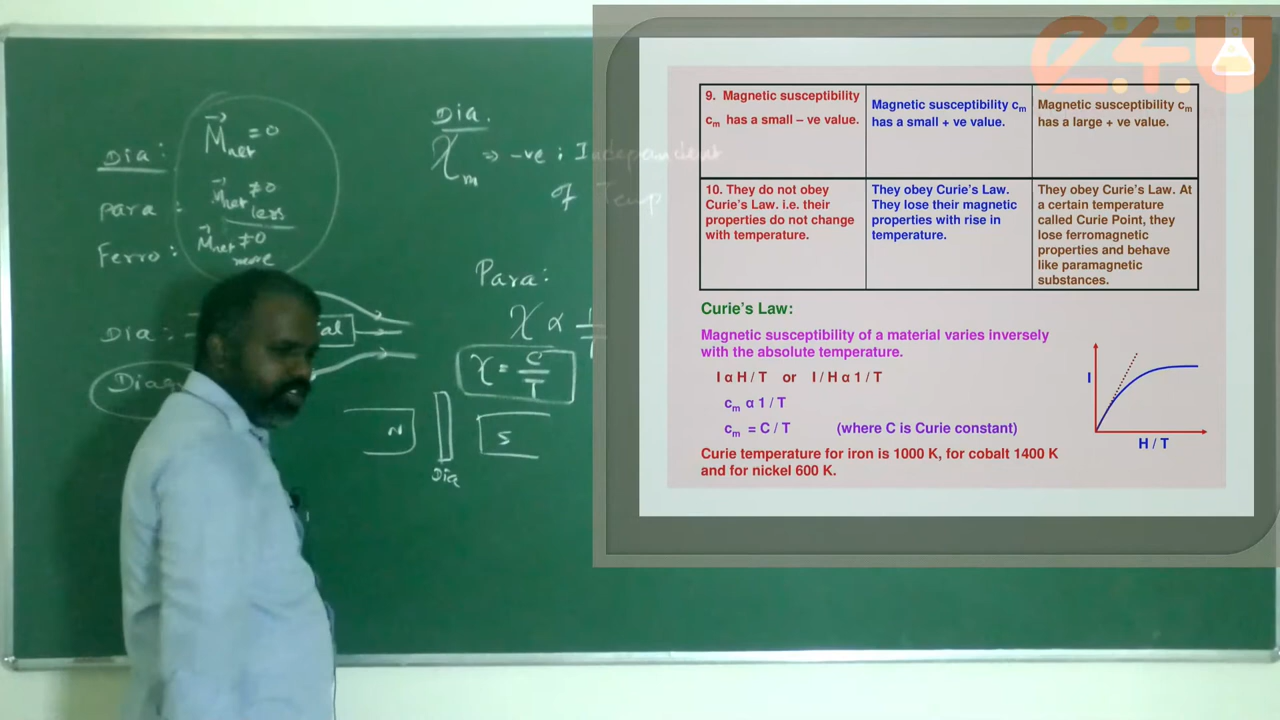 Dia:
M net = 0
para :
M net ≠ 0
less
Ferro:
M net ≠ 0
more
Dia.
χm ⇒ -ve : Independent
of Temp
Dia:
al
Para:
χ α 1
χ = C/T
N
S
Dia
e4u
9. Magnetic susceptibility
cm has a small – ve value.
Magnetic susceptibility cm
has a small + ve value.
Magnetic susceptibility cm
has a large + ve value.
10. They do not obey
Curie's Law. i.e. their
properties do not change
with temperature.
They obey Curie's Law.
They lose their magnetic
properties with rise in
temperature.
They obey Curie's Law. At
a certain temperature
called Curie Point, they
lose ferromagnetic
properties and behave
like paramagnetic
substances.
Curie's Law:
Magnetic susceptibility of a material varies inversely
with the absolute temperature.
I α H / T or I / H α 1 / T
cm α 1 / T
cm = C / T (where C is Curie constant)
Curie temperature for iron is 1000 K, for cobalt 1400 K
and for nickel 600 K.
I
H / T